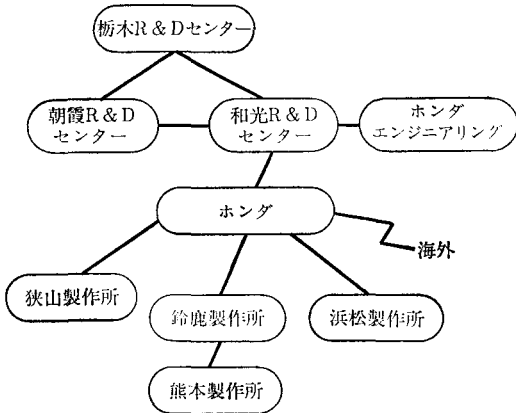 栃木R&Dセンター
朝霞R&D
センター
和光R&D
センター
ホンダ
エンジニアリング
ホンダ
海外
狭山製作所
鈴鹿製作所
浜松製作所
熊本製作所